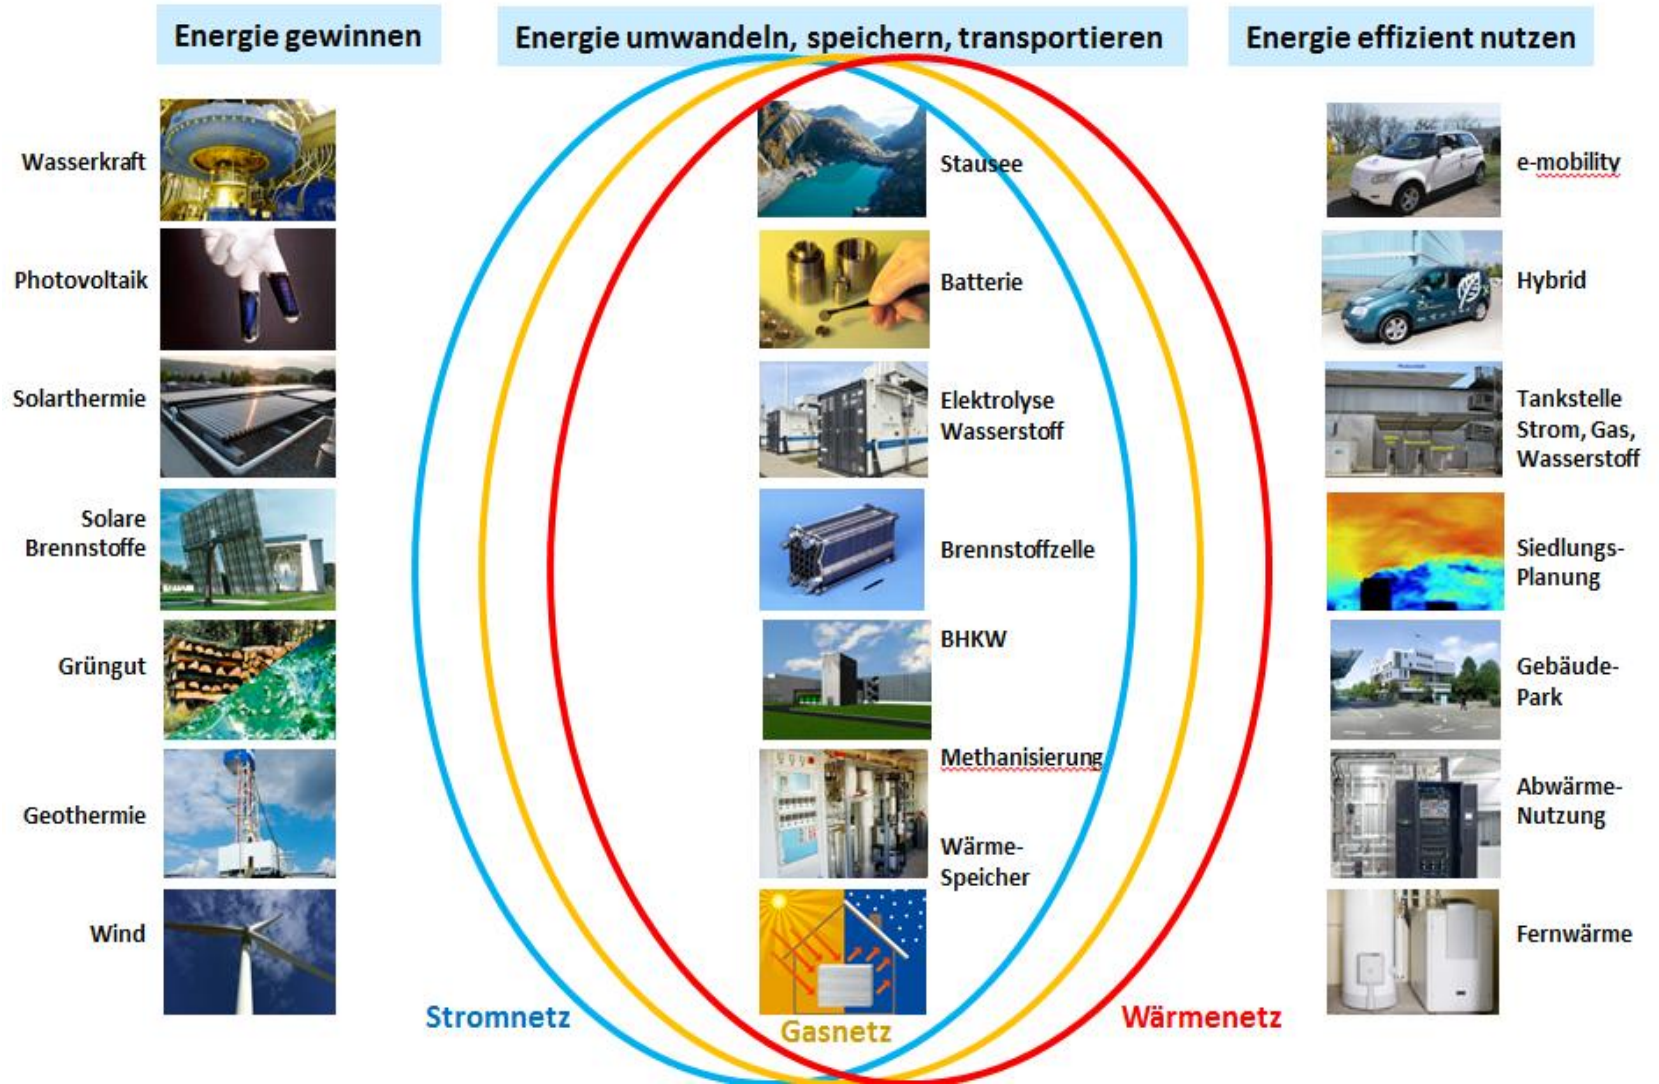 Energie gewinnen
Energie umwandeln, speichern, transportieren
Energie effizient nutzen
Wasserkraft
Photovoltaik
Solarthermie
Solare
Brennstoffe
Grüngut
Geothermie
Wind
Stausee
Batterie
Elektrolyse
Wasserstoff
Brennstoffzelle
BHKW
Methanisierung
Wärme-
Speicher
e-mobility
Hybrid
Tankstelle
Strom, Gas,
Wasserstoff
Siedlungs-
Planung
Gebäude-
Park
Abwärme-
Nutzung
Fernwärme
Stromnetz
Gasnetz
Wärmenetz